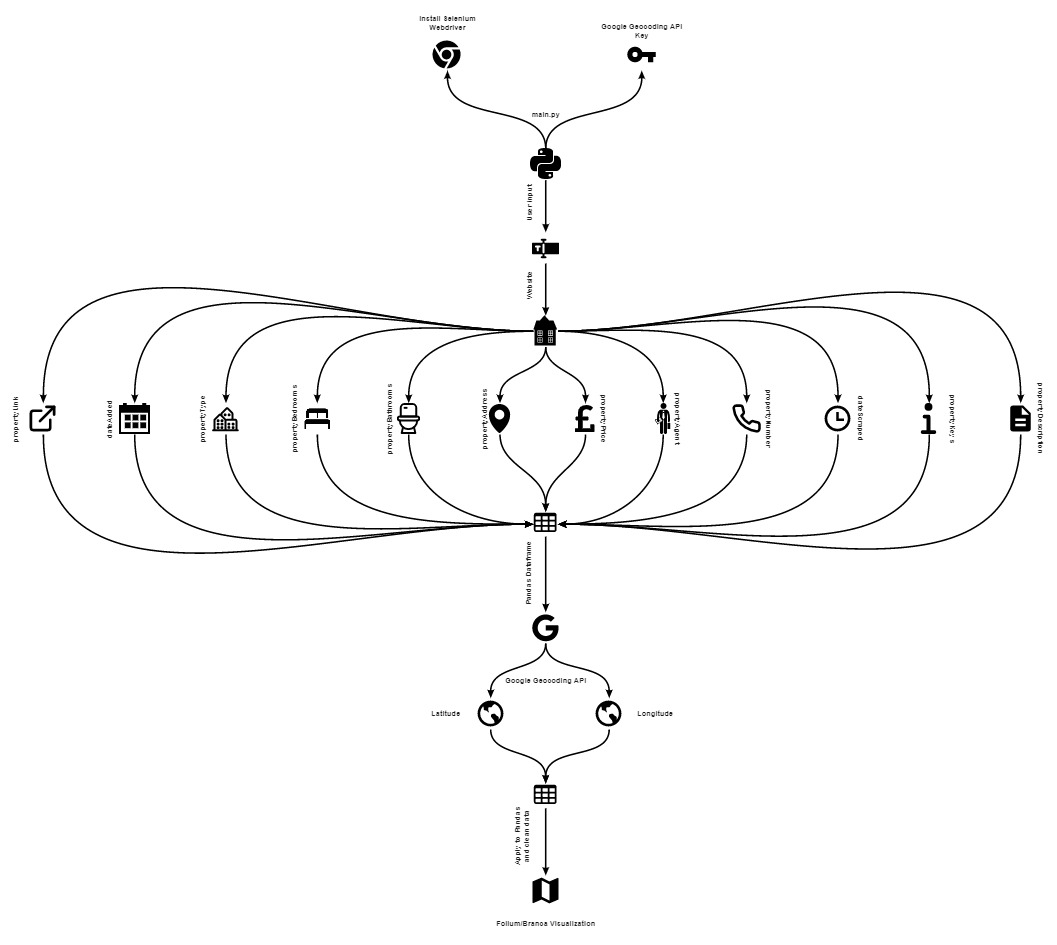 Install Selenium
Webdriver
Google Geocoding API
Key
main.py
User input
Website
propertyLink
dateAdded
propertyType
propertyBedrooms
propertyBathrooms
propertyAddress
propertyPrice
propertyAgent
propertyNumber
dateScraped
propertyKeys
propertyDescription
Pandas Dataframe
Google Geocoding API
Latitude
Longitude
Apply to Pandas
and clean data
Folium/Branca Visualization